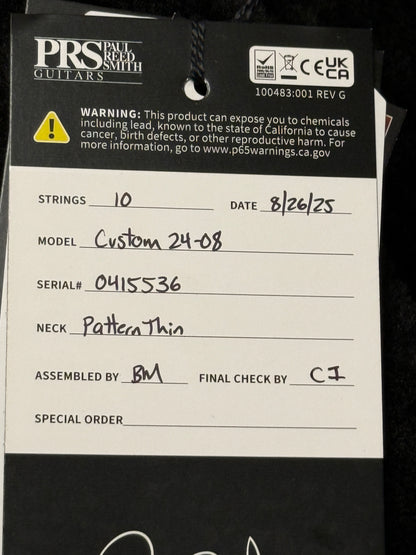 PRS PAUL REED SMITH
GUITARS
RoHS
CE UK CA
100483:001 REV G
WARNING: This product can expose you to chemicals
including lead, known to the state of California to cause
cancer, birth defects, or other reproductive harm. For
more information, go to www.p65warnings.ca.gov
STRINGS 10 DATE 8/26/25
MODEL Custom 24-08
SERIAL# 0415536
NECK Pattern Thin
ASSEMBLED BY BM FINAL CHECK BY CI
SPECIAL ORDER